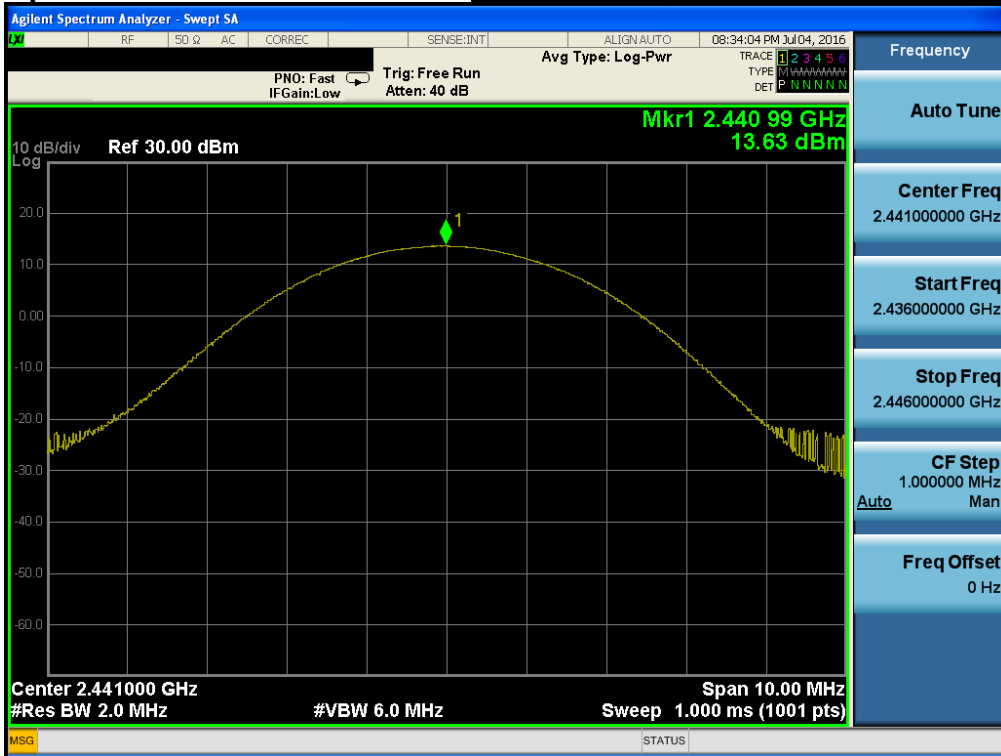 Agilent Spectrum Analyzer - Swept SA
LXI RF 50 Ω AC CORREC SENSE:INT ALIGN AUTO 08:34:04 PM Jul 04, 2016
Frequency
Avg Type: Log-Pwr
TRACE 1 2 3 4 5 6
PNO: Fast Trig: Free Run
TYPE M WWWWW
IFGain:Low Atten: 40 dB
DET P N N N N N
Auto Tune
Mkr1 2.440 99 GHz
10 dB/div Ref 30.00 dBm 13.63 dBm
Log
Center Freq
2.441000000 GHz
20.0
1
10.0
Start Freq
2.436000000 GHz
0.00
-10.0
Stop Freq
2.446000000 GHz
-20.0
-30.0
CF Step
1.000000 MHz
Auto Man
-40.0
Freq Offset
0 Hz
-50.0
-60.0
Center 2.441000 GHz Span 10.00 MHz
#Res BW 2.0 MHz #VBW 6.0 MHz Sweep 1.000 ms (1001 pts)
MSG STATUS